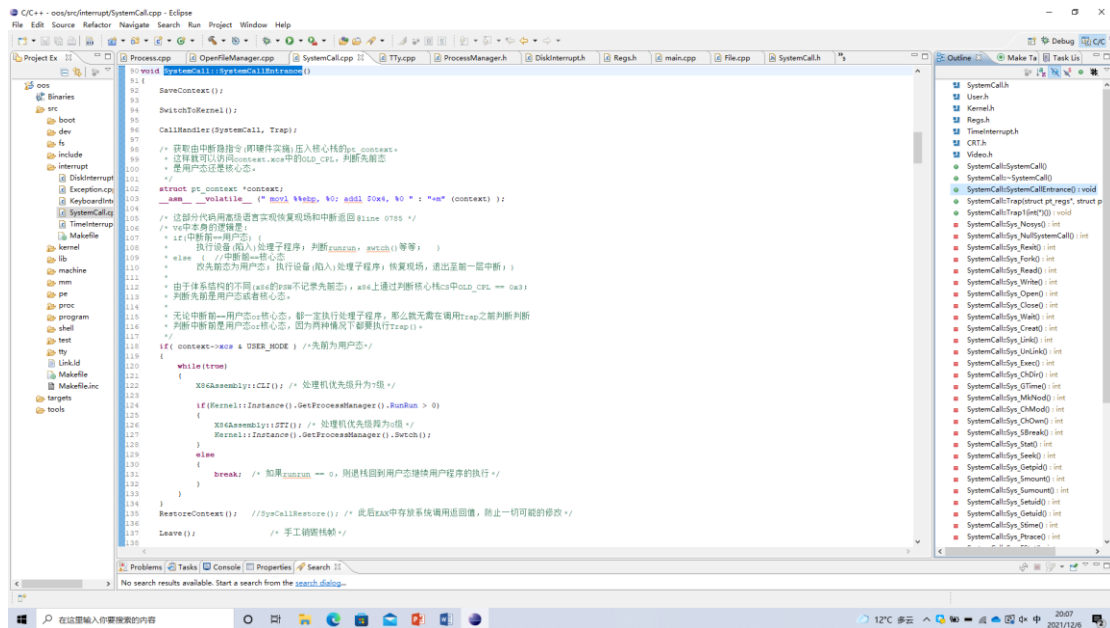 C/C++ - oos/src/interrupt/SystemCall.cpp - Eclipse
File Edit Source Refactor Navigate Search Run Project Window Help
Debug C/C++
Project Ex
Process.cpp OpenFileManager.cpp SystemCall.cpp TTy.cpp ProcessManager.h DiskInterrupt.h Regs.h main.cpp File.cpp SystemCall.h
Outline Make Ta Task Lis
oos
Binaries
src
boot
dev
fs
include
interrupt
DiskInterrupt
Exception.cp
KeyboardInte
SystemCall.cp
TimeInterrup
Makefile
kernel
lib
machine
mm
pe
proc
program
shell
test
tty
Link.ld
Makefile
Makefile.inc
targets
tools
90 void SystemCall::SystemCallEntrance()
91 {
92 SaveContext();
93
94 SwitchToKernel();
95
96 CallHandler(SystemCall, Trap);
97
98 /* 获取由中断隐指令(即硬件实施)压入核心栈的pt_context。
99 * 这样就可以访问context.xcs中的OLD_CPL，判断先前态
100 * 是用户态还是核心态。
101 */
102 struct pt_context *context;
103 __asm__ __volatile__ (" movl %%ebp, %0; addl $0x4, %0 " : "+m" (context) );
104
105 /* 这部分代码用高级语言实现恢复现场和中断返回 @line 0785 */
106 /* V6中本身的逻辑是：
107 * if(中断前==用户态) {
108 * 执行设备(陷入)处理子程序；判断runrun，swtch()等等； }
109 * else { //中断前==核心态
110 * 改先前态为用户态；执行设备(陷入)处理子程序；恢复现场，退出至前一层中断；}
111 *
112 * 由于体系结构的不同(x86的PSW不记录先前态)，x86上通过判断核心栈CS中OLD_CPL == 0x3;
113 * 判断先前是用户态或者核心态。
114 *
115 * 无论中断前==用户态or核心态，都一定执行处理子程序，那么就无需在调用Trap之前判断判断
116 * 判断中断前是用户态or核心态，因为两种情况下都要执行Trap()。
117 */
118 if( context->xcs & USER_MODE ) /*先前为用户态*/
119 {
120 while(true)
121 {
122 X86Assembly::CLI(); /* 处理机优先级升为7级 */
123
124 if(Kernel::Instance().GetProcessManager().RunRun > 0)
125 {
126 X86Assembly::STI(); /* 处理机优先级降为0级 */
127 Kernel::Instance().GetProcessManager().Swtch();
128 }
129 else
130 {
131 break; /* 如果runrun == 0，则退栈回到用户态继续用户程序的执行 */
132 }
133 }
134 }
135 RestoreContext(); //SysCallRestore(); /* 此后EAX中存放系统调用返回值，防止一切可能的修改 */
136
137 Leave(); /* 手工销毁栈帧 */
138
SystemCall.h
User.h
Kernel.h
Regs.h
TimeInterrupt.h
CRT.h
Video.h
SystemCall::SystemCall()
SystemCall::~SystemCall()
SystemCall::SystemCallEntrance() : void
SystemCall::Trap(struct pt_regs*, struct p
SystemCall::Trap1(int(*)()) : void
SystemCall::Sys_Nosys() : int
SystemCall::Sys_NullSystemCall() : int
SystemCall::Sys_Rexit() : int
SystemCall::Sys_Fork() : int
SystemCall::Sys_Read() : int
SystemCall::Sys_Write() : int
SystemCall::Sys_Open() : int
SystemCall::Sys_Close() : int
SystemCall::Sys_Wait() : int
SystemCall::Sys_Creat() : int
SystemCall::Sys_Link() : int
SystemCall::Sys_UnLink() : int
SystemCall::Sys_Exec() : int
SystemCall::Sys_ChDir() : int
SystemCall::Sys_GTime() : int
SystemCall::Sys_MkNod() : int
SystemCall::Sys_ChMod() : int
SystemCall::Sys_ChOwn() : int
SystemCall::Sys_SBreak() : int
SystemCall::Sys_Stat() : int
SystemCall::Sys_Seek() : int
SystemCall::Sys_Getpid() : int
SystemCall::Sys_Smount() : int
SystemCall::Sys_Sumount() : int
SystemCall::Sys_Setuid() : int
SystemCall::Sys_Getuid() : int
SystemCall::Sys_Stime() : int
SystemCall::Sys_Ptrace() : int
Problems Tasks Console Properties Search
No search results available. Start a search from the search dialog...
在这里输入你要搜索的内容
12°C 多云
中
20:07
2021/12/6